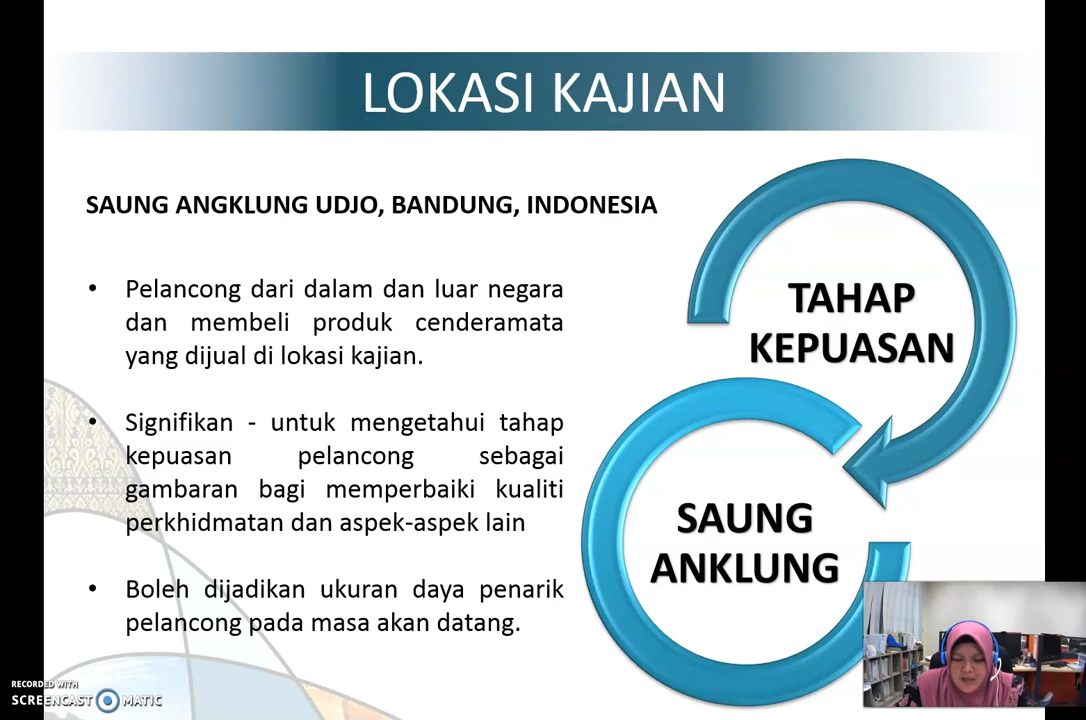 LOKASI KAJIAN
SAUNG ANGKLUNG UDJO, BANDUNG, INDONESIA
• Pelancong dari dalam dan luar negara
dan membeli produk cenderamata
yang dijual di lokasi kajian.
• Signifikan - untuk mengetahui tahap
kepuasan pelancong sebagai
gambaran bagi memperbaiki kualiti
perkhidmatan dan aspek-aspek lain
• Boleh dijadikan ukuran daya penarik
pelancong pada masa akan datang.
TAHAP
KEPUASAN
SAUNG
ANKLUNG
RECORDED WITH
SCREENCAST MATIC